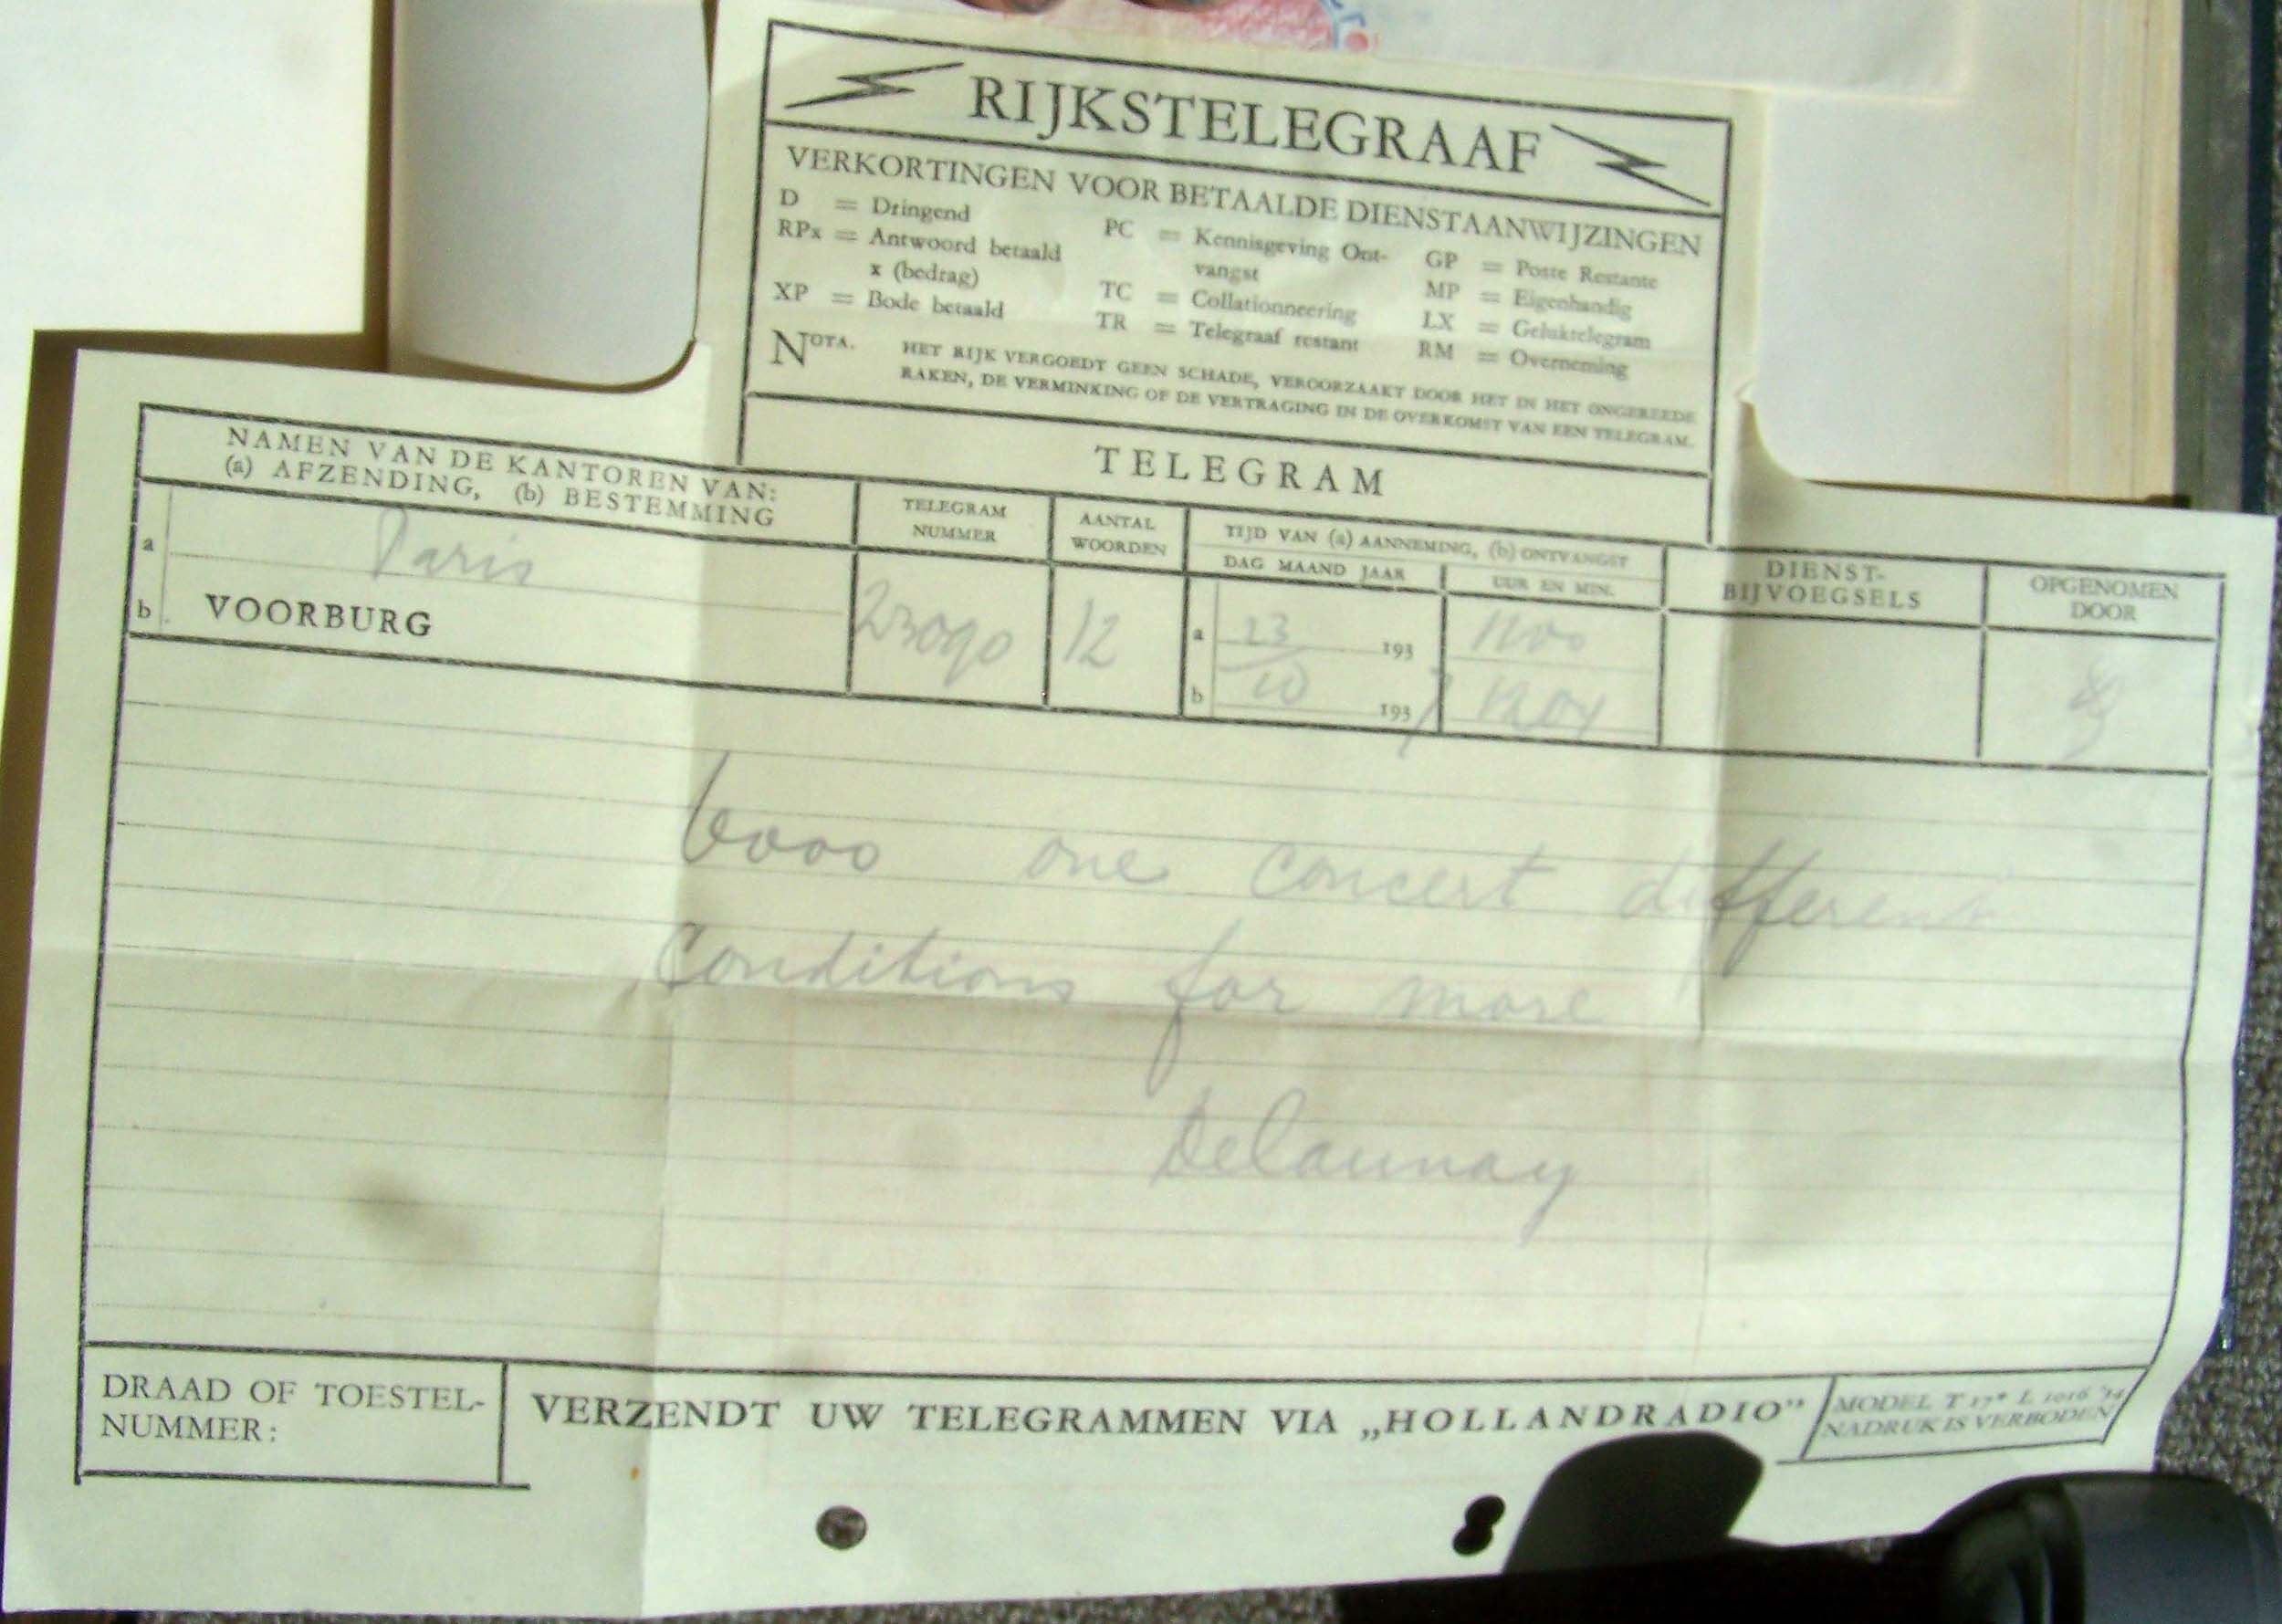 RIJKSTELEGRAAF
VERKORTINGEN VOOR BETAALDE DIENSTAANWIJZINGEN
D = Dringend
RPx = Antwoord betaald
x (bedrag)
XP = Bode betaald
PC = Kennisgeving Ont-
vangst
TC = Collationneering
TR = Telegraaf restant
GP = Poste Restante
MP = Eigenhandig
LX = Geluktelegram
RM = Overneming
NOTA. HET RIJK VERGOEDT GEEN SCHADE, VEROORZAAKT DOOR HET IN HET ONGEREEDE
RAKEN, DE VERMINKING OF DE VERTRAGING IN DE OVERKOMST VAN EEN TELEGRAM.
TELEGRAM
NAMEN VAN DE KANTOREN VAN:
(a) AFZENDING, (b) BESTEMMING
TELEGRAM
NUMMER
AANTAL
WOORDEN
TIJD VAN (a) AANNEMING, (b) ONTVANGST
DAG MAAND JAAR
UUR EN MIN.
DIENST-
BIJVOEGSELS
OPGENOMEN
DOOR
a Paris
b VOORBURG
23090
12
a 23 193
b 10 1937
6000 one concert different
conditions for more
Delaunay
DRAAD OF TOESTEL-
NUMMER:
VERZENDT UW TELEGRAMMEN VIA „HOLLANDRADIO"
MODEL T
NADRUK IS VERBODEN